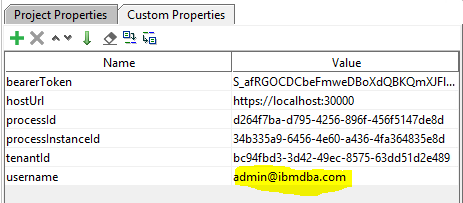 Project Properties Custom Properties
Name Value
bearerToken S_afRGOCDCbeFmweDBoXdQBKQmXJFI...
hostUrl https://localhost:30000
processId d264f7ba-d795-4256-896f-456f5147de8d
processInstanceId 34b335a9-6456-4e60-a436-4fa364835e8d
tenantId bc94fbd3-3d42-49ec-8575-63dd51d2e489
username admin@ibmdba.com